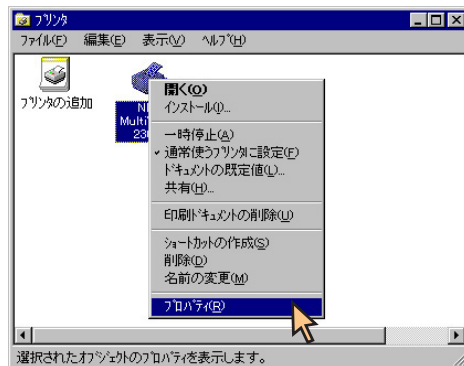 プリンタ
ファイル(F) 編集(E) 表示(V) ヘルプ(H)
プリンタの追加
開く(O)
インストール(I)...
一時停止(A)
通常使うプリンタに設定(F)
ドキュメントの既定値(L)...
共有(H)...
印刷ドキュメントの削除(U)
ショートカットの作成(S)
削除(D)
名前の変更(M)
プロパティ(R)
選択されたオブジェクトのプロパティを表示します。